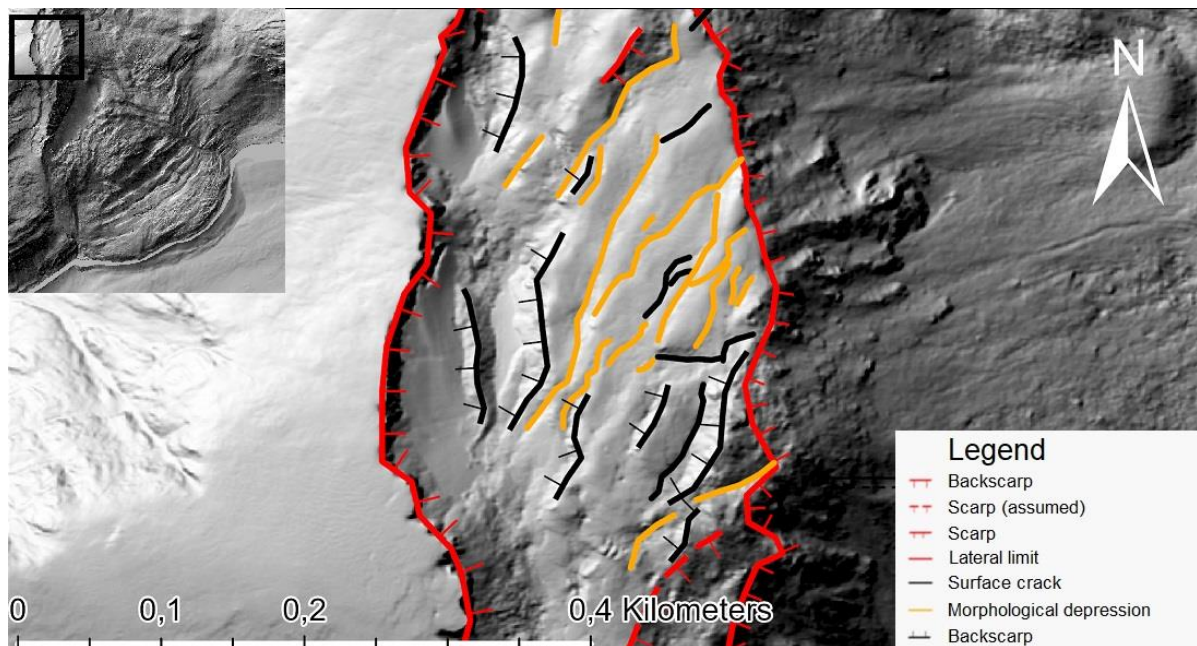 N
Legend
Backscarp
Scarp (assumed)
Scarp
Lateral limit
Surface crack
Morphological depression
Backscarp
0 0,1 0,2 0,4 Kilometers